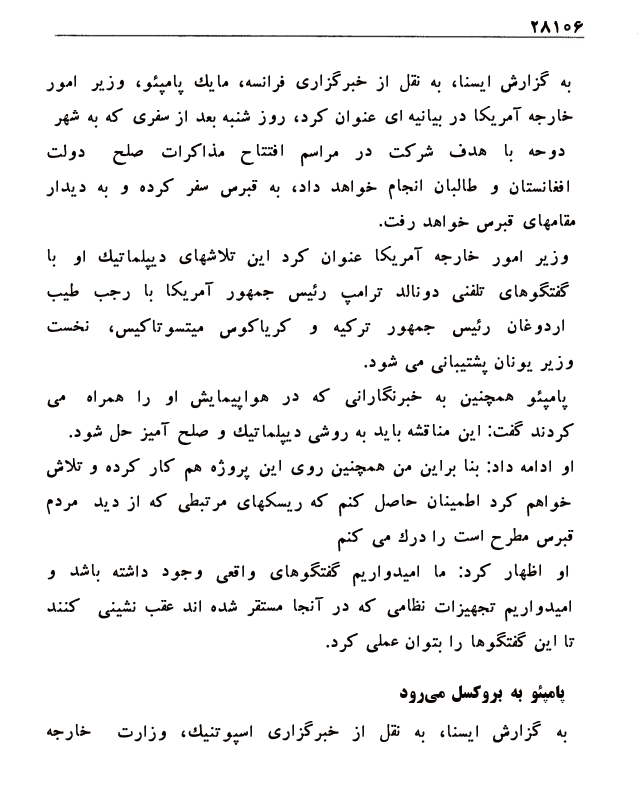 ۲۸۱۰۶
به گزارش ایسنا، به نقل از خبرگزاری فرانسه، مایك پامپئو، وزیر امور
خارجه آمریکا در بیانیه ای عنوان کرد، روز شنبه بعد از سفری که به شهر
دوحه با هدف شرکت در مراسم افتتاح مذاکرات صلح دولت
افغانستان و طالبان انجام خواهد داد، به قبرس سفر کرده و به دیدار
مقامهای قبرس خواهد رفت.
وزیر امور خارجه آمریکا عنوان کرد این تلاشهای دیپلماتیك او با
گفتگوهای تلفنی دونالد ترامپ رئیس جمهور آمریکا با رجب طیب
اردوغان رئیس جمهور ترکیه و کریاکوس میتسوتاکیس، نخست
وزیر یونان پشتیبانی می شود.
پامپئو همچنین به خبرنگارانی که در هواپیمایش او را همراه می
کردند گفت: این مناقشه باید به روشی دیپلماتیك و صلح آمیز حل شود.
او ادامه داد: بنا براین من همچنین روی این پروژه هم کار کرده و تلاش
خواهم کرد اطمینان حاصل کنم که ریسکهای مرتبطی که از دید مردم
قبرس مطرح است را درك می کنم
او اظهار کرد: ما امیدواریم گفتگوهای واقعی وجود داشته باشد و
امیدواریم تجهیزات نظامی که در آنجا مستقر شده اند عقب نشینی کنند
تا این گفتگوها را بتوان عملی کرد.
پامپئو به بروکسل می‌رود
به گزارش ایسنا، به نقل از خبرگزاری اسپوتنیك، وزارت خارجه